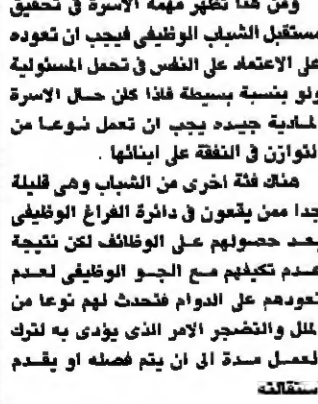 ومن هنا تظهر مهمة الاسرة في تحقيق
مستقبل الشباب الوظيفي فيجب ان تعوده
على الاعتماد على النفس في تحمل المسئولية
ولو بنسبة بسيطة فاذا كان حال الاسرة
المادية جيده يجب ان تعمل نوعا من
التوازن في النفقة على ابنائها .
هناك فئة اخرى من الشباب وهي قليلة
جدا ممن يقعون في دائرة الفراغ الوظيفي
بعد حصولهم على الوظائف لكن نتيجة
عدم تكيفهم مع الجو الوظيفي لعدم
تعودهم على الدوام فتحدث لهم نوعا من
الملل والتضجر الامر الذي يؤدي به لترك
العمل مدة الى ان يتم فصله او يقدم
استقالته